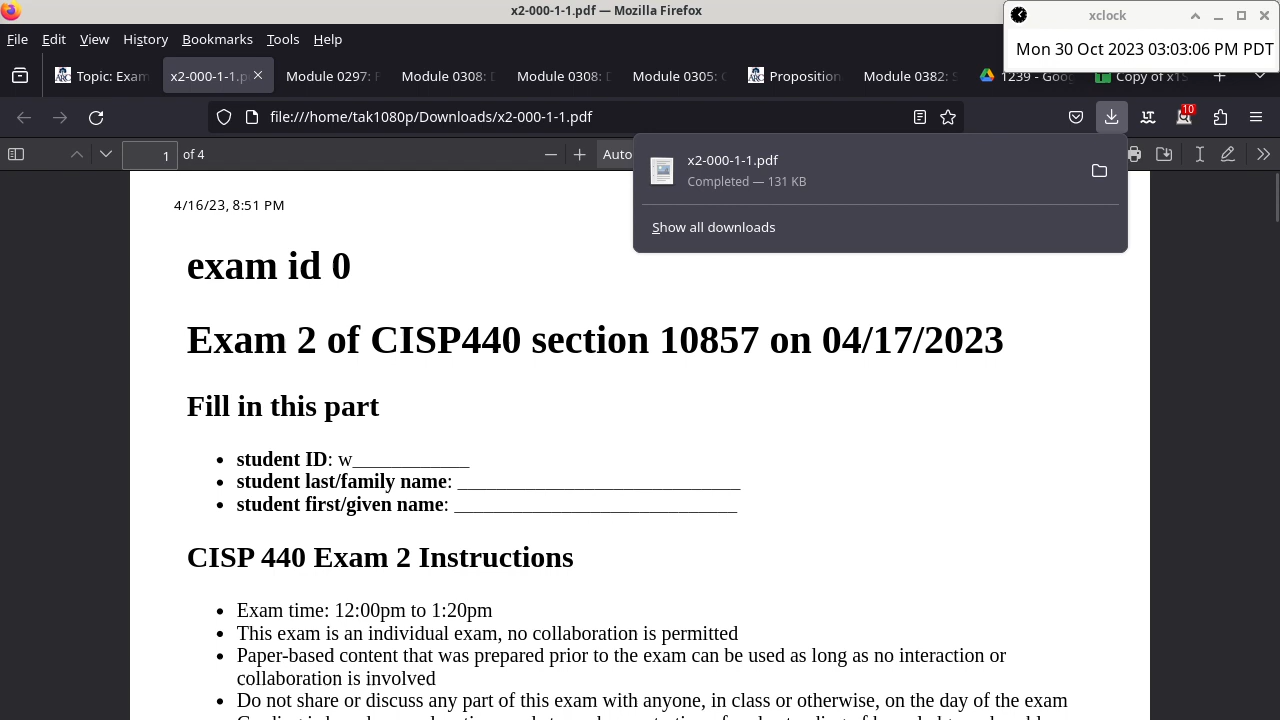 x2-000-1-1.pdf — Mozilla Firefox
xclock
Mon 30 Oct 2023 03:03:06 PM PDT
File Edit View History Bookmarks Tools Help
Topic: Exam
x2-000-1-1.p
Module 0297: F
Module 0308: D
Module 0308: D
Module 0305: C
Proposition
Module 0382: S
1239 - Goog
Copy of x1S
file:///home/tak1080p/Downloads/x2-000-1-1.pdf
10
1 of 4
Auto
x2-000-1-1.pdf
Completed — 131 KB
Show all downloads
4/16/23, 8:51 PM
exam id 0
Exam 2 of CISP440 section 10857 on 04/17/2023
Fill in this part
• student ID: w____________
• student last/family name: _____________________________
• student first/given name: _____________________________
CISP 440 Exam 2 Instructions
• Exam time: 12:00pm to 1:20pm
• This exam is an individual exam, no collaboration is permitted
• Paper-based content that was prepared prior to the exam can be used as long as no interaction or
collaboration is involved
• Do not share or discuss any part of this exam with anyone, in class or otherwise, on the day of the exam